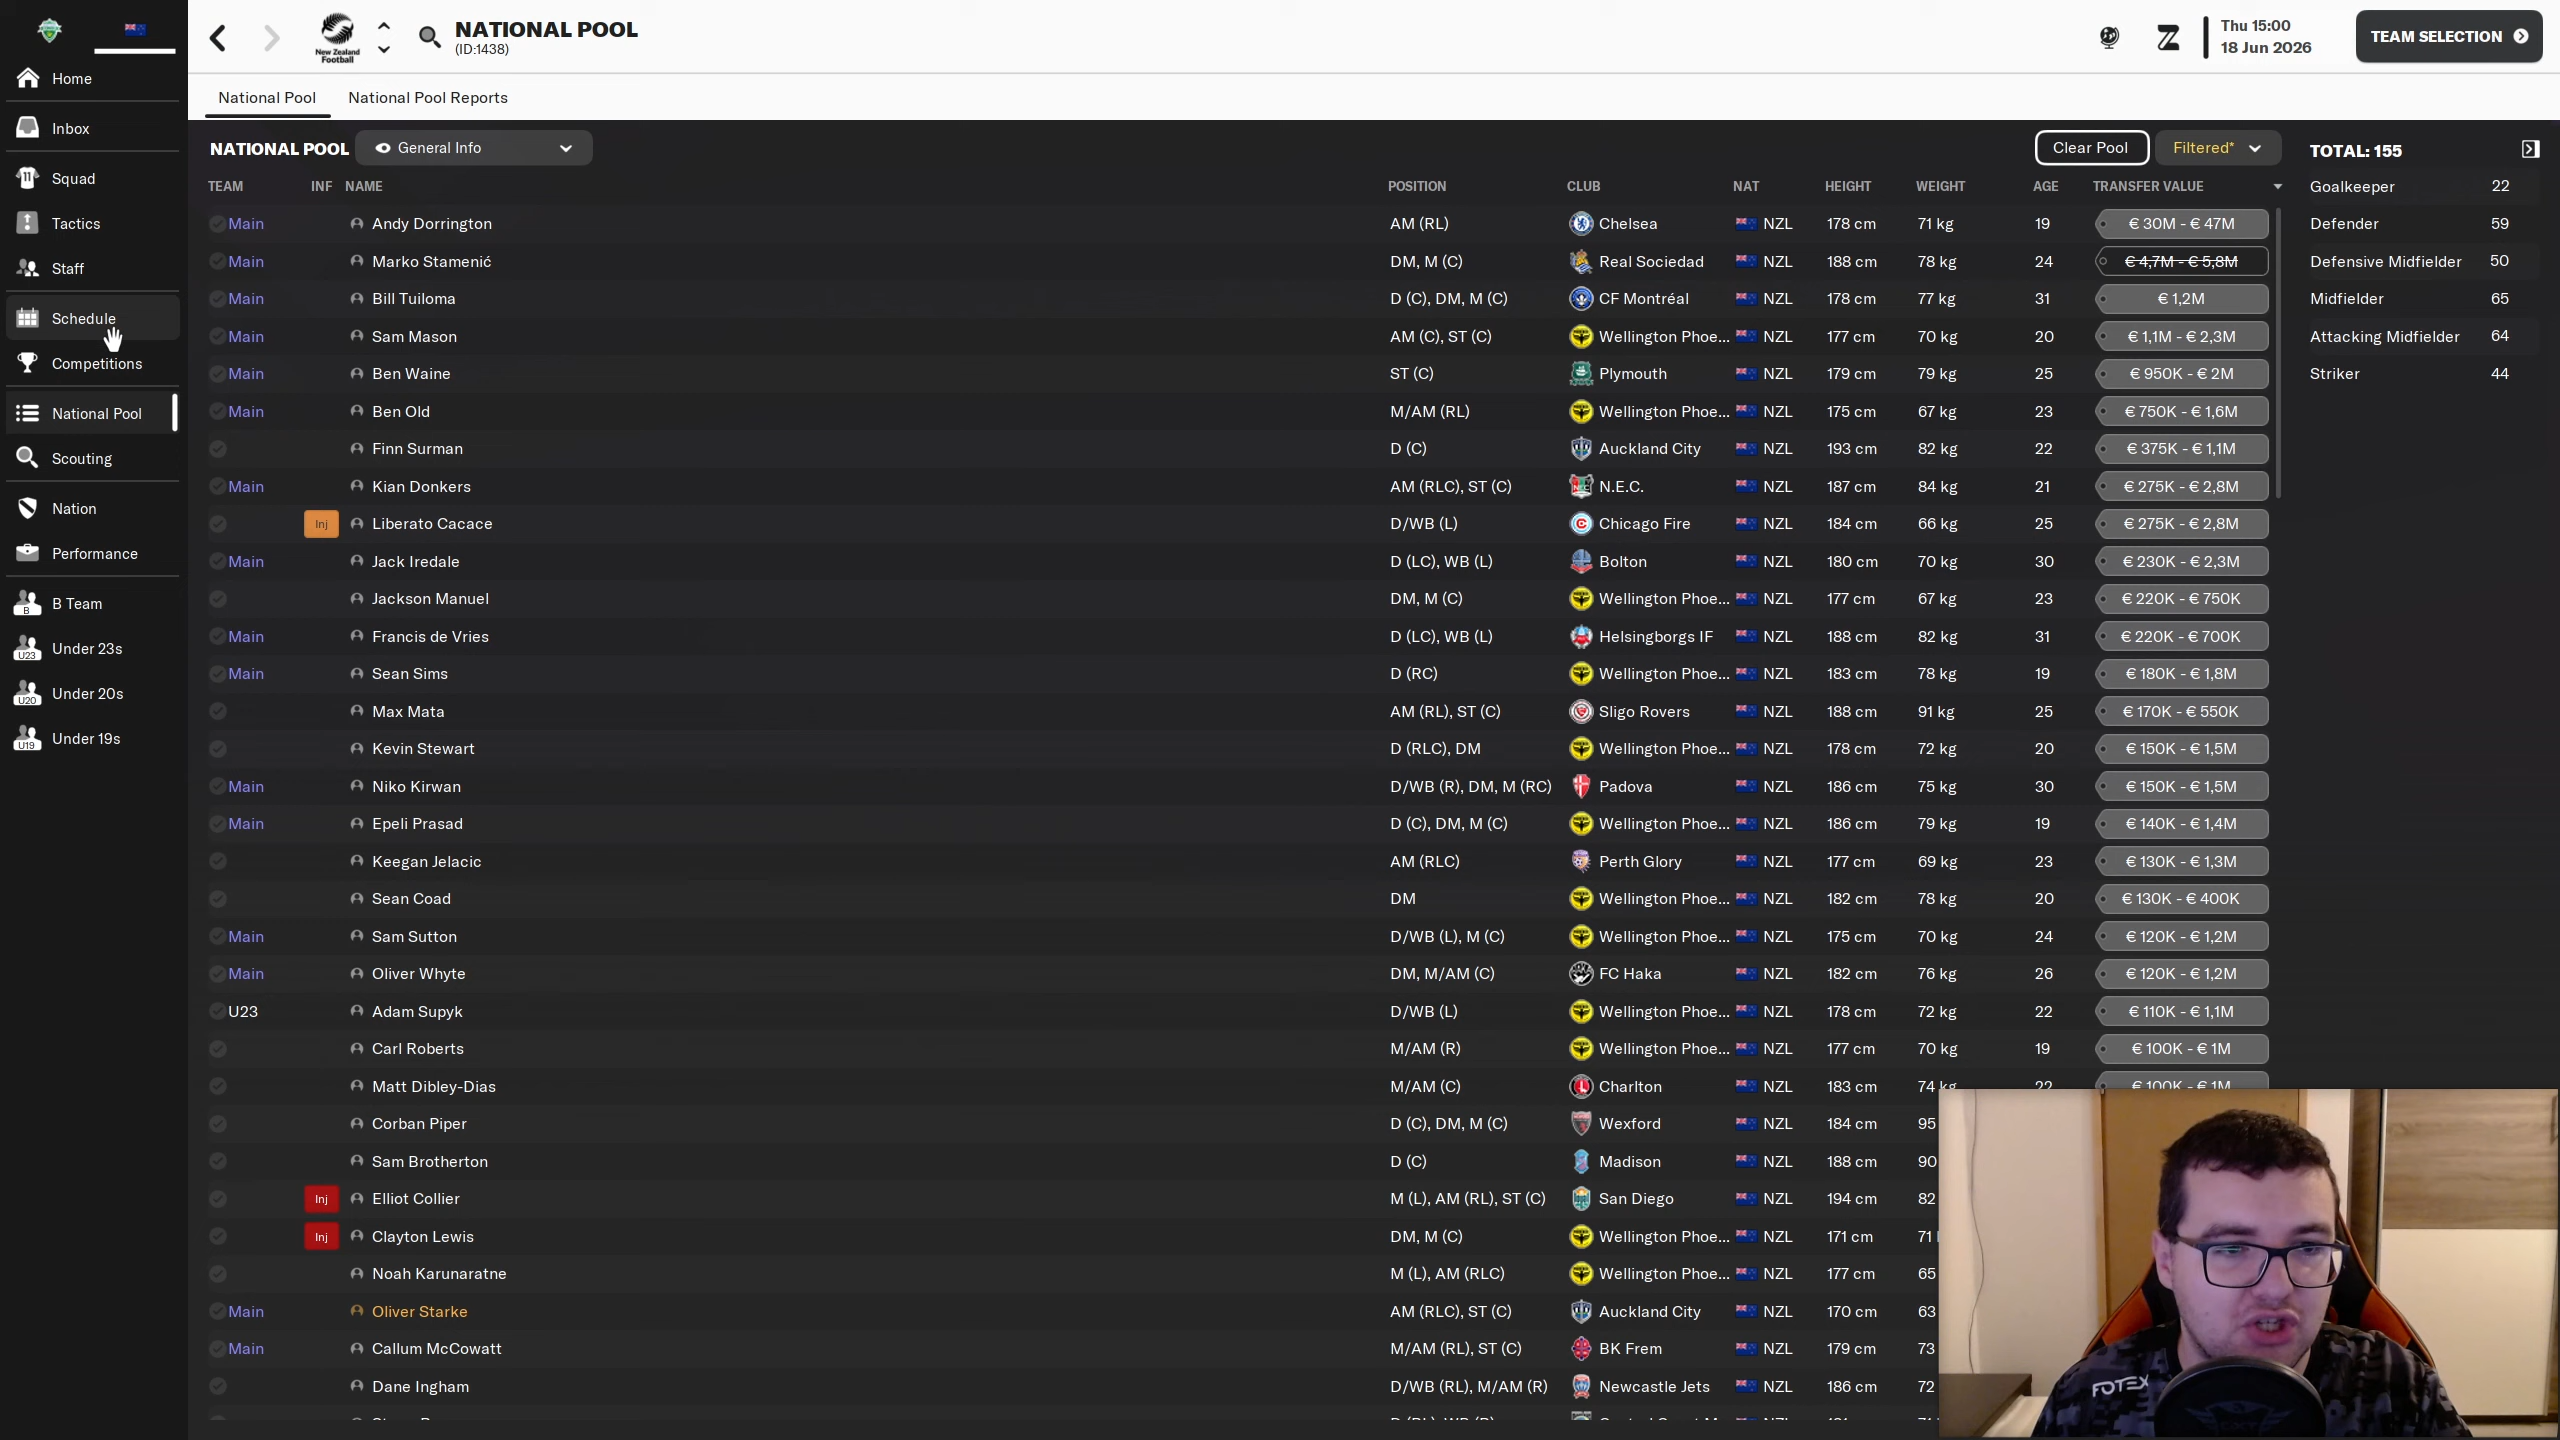 New Zealand Football
NATIONAL POOL
(ID:1438)
Thu 15:00
18 Jun 2026
TEAM SELECTION
Home
Inbox
Squad
Tactics
Staff
Schedule
Competitions
National Pool
Scouting
Nation
Performance
B B Team
U23 Under 23s
U20 Under 20s
U19 Under 19s
National Pool National Pool Reports
NATIONAL POOL General Info Clear Pool Filtered*
TEAM INF NAME POSITION CLUB NAT HEIGHT WEIGHT AGE TRANSFER VALUE
Main Andy Dorrington AM (RL) Chelsea NZL 178 cm 71 kg 19 € 30M - € 47M
Main Marko Stamenić DM, M (C) Real Sociedad NZL 188 cm 78 kg 24 € 4,7M - € 5,8M
Main Bill Tuiloma D (C), DM, M (C) CF Montréal NZL 178 cm 77 kg 31 € 1,2M
Main Sam Mason AM (C), ST (C) Wellington Phoe... NZL 177 cm 70 kg 20 € 1,1M - € 2,3M
Main Ben Waine ST (C) Plymouth NZL 179 cm 79 kg 25 € 950K - € 2M
Main Ben Old M/AM (RL) Wellington Phoe... NZL 175 cm 67 kg 23 € 750K - € 1,6M
Finn Surman D (C) Auckland City NZL 193 cm 82 kg 22 € 375K - € 1,1M
Main Kian Donkers AM (RLC), ST (C) N.E.C. NZL 187 cm 84 kg 21 € 275K - € 2,8M
Inj Liberato Cacace D/WB (L) Chicago Fire NZL 184 cm 66 kg 25 € 275K - € 2,8M
Main Jack Iredale D (LC), WB (L) Bolton NZL 180 cm 70 kg 30 € 230K - € 2,3M
Jackson Manuel DM, M (C) Wellington Phoe... NZL 177 cm 67 kg 23 € 220K - € 750K
Main Francis de Vries D (LC), WB (L) Helsingborgs IF NZL 188 cm 82 kg 31 € 220K - € 700K
Main Sean Sims D (RC) Wellington Phoe... NZL 183 cm 78 kg 19 € 180K - € 1,8M
Max Mata AM (RL), ST (C) Sligo Rovers NZL 188 cm 91 kg 25 € 170K - € 550K
Kevin Stewart D (RLC), DM Wellington Phoe... NZL 178 cm 72 kg 20 € 150K - € 1,5M
Main Niko Kirwan D/WB (R), DM, M (RC) Padova NZL 186 cm 75 kg 30 € 150K - € 1,5M
Main Epeli Prasad D (C), DM, M (C) Wellington Phoe... NZL 186 cm 79 kg 19 € 140K - € 1,4M
Keegan Jelacic AM (RLC) Perth Glory NZL 177 cm 69 kg 23 € 130K - € 1,3M
Sean Coad DM Wellington Phoe... NZL 182 cm 78 kg 20 € 130K - € 400K
Main Sam Sutton D/WB (L), M (C) Wellington Phoe... NZL 175 cm 70 kg 24 € 120K - € 1,2M
Main Oliver Whyte DM, M/AM (C) FC Haka NZL 182 cm 76 kg 26 € 120K - € 1,2M
U23 Adam Supyk D/WB (L) Wellington Phoe... NZL 178 cm 72 kg 22 € 110K - € 1,1M
Carl Roberts M/AM (R) Wellington Phoe... NZL 177 cm 70 kg 19 € 100K - € 1M
Matt Dibley-Dias M/AM (C) Charlton NZL 183 cm 74 kg 22 € 100K - € 1M
Corban Piper D (C), DM, M (C) Wexford NZL 184 cm 95
Sam Brotherton D (C) Madison NZL 188 cm 90
Inj Elliot Collier M (L), AM (RL), ST (C) San Diego NZL 194 cm 82
Inj Clayton Lewis DM, M (C) Wellington Phoe... NZL 171 cm 71
Noah Karunaratne M (L), AM (RLC) Wellington Phoe... NZL 177 cm 65
Main Oliver Starke AM (RLC), ST (C) Auckland City NZL 170 cm 63
Main Callum McCowatt M/AM (RL), ST (C) BK Frem NZL 179 cm 73
Dane Ingham D/WB (RL), M/AM (R) Newcastle Jets NZL 186 cm 72
TOTAL: 155
Goalkeeper 22
Defender 59
Defensive Midfielder 50
Midfielder 65
Attacking Midfielder 64
Striker 44
FOTEX